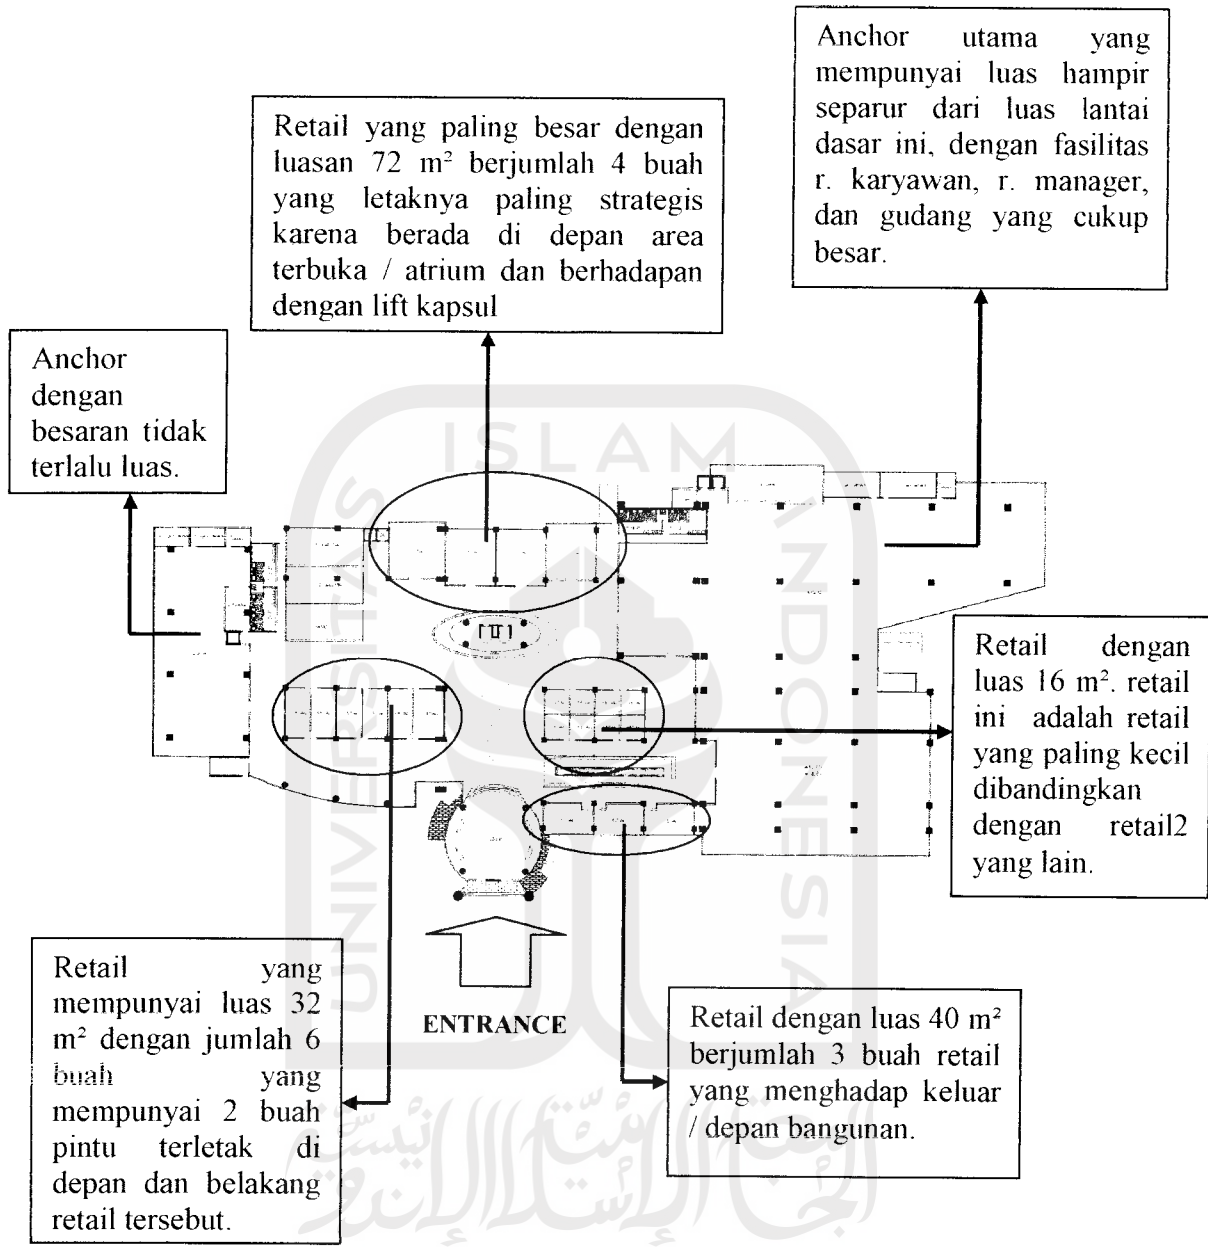 Anchor utama yang
mempunyai luas hampir
separur dari luas lantai
dasar ini, dengan fasilitas
r. karyawan, r. manager,
dan gudang yang cukup
besar.
Retail yang paling besar dengan
luasan 72 m² berjumlah 4 buah
yang letaknya paling strategis
karena berada di depan area
terbuka / atrium dan berhadapan
dengan lift kapsul
Anchor
dengan
besaran tidak
terlalu luas.
Retail dengan
luas 16 m². retail
ini adalah retail
yang paling kecil
dibandingkan
dengan retail2
yang lain.
Retail yang
mempunyai luas 32
m² dengan jumlah 6
buah yang
mempunyai 2 buah
pintu terletak di
depan dan belakang
retail tersebut.
ENTRANCE
Retail dengan luas 40 m²
berjumlah 3 buah retail
yang menghadap keluar
/ depan bangunan.
UNIVERSITAS
ISLAM
INDONESIA